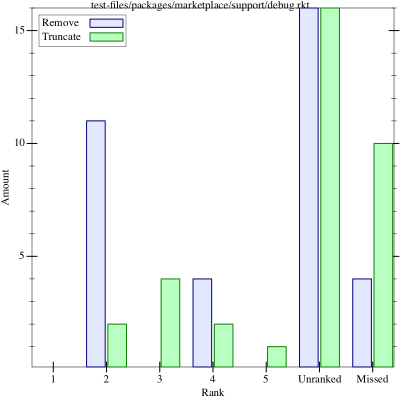 test-files/packages/marketplace/support/debug.rkt
Remove
Truncate
15
10
5
Amount
1 2 3 4 5 Unranked Missed
Rank